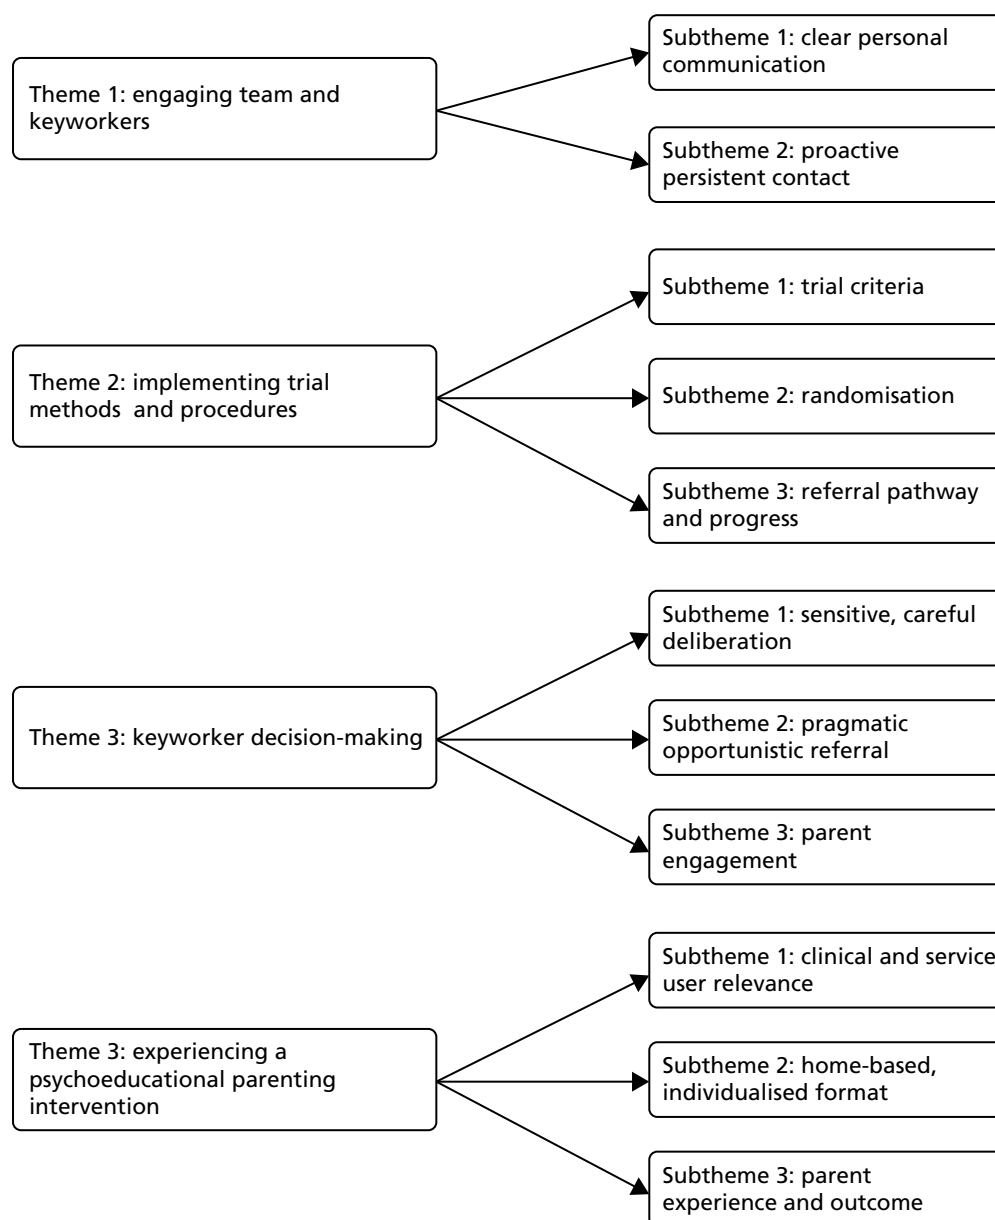 Theme 1: engaging team and
keyworkers
Subtheme 1: clear personal
communication
Subtheme 2: proactive
persistent contact
Theme 2: implementing trial
methods  and procedures
Subtheme 1: trial criteria
Subtheme 2: randomisation
Subtheme 3: referral pathway
and progress
Theme 3: keyworker decision-making
Subtheme 1: sensitive, careful
deliberation
Subtheme 2: pragmatic
opportunistic referral
Subtheme 3: parent
engagement
Theme 3: experiencing a
psychoeducational parenting
intervention
Subtheme 1: clinical and service
user relevance
Subtheme 2: home-based,
individualised format
Subtheme 3: parent
experience and outcome